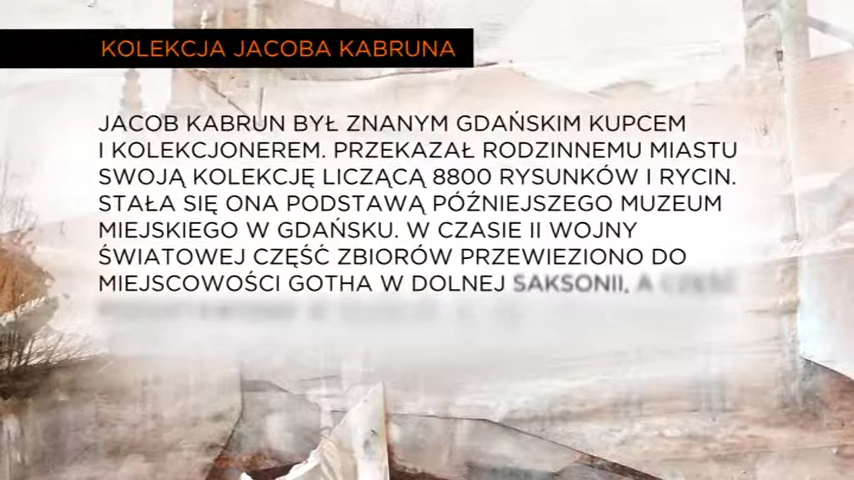 KOLEKCJA JACOBA KABRUNA
JACOB KABRUN BYŁ ZNANYM GDAŃSKIM KUPCEM
I KOLEKCJONEREM. PRZEKAZAŁ RODZINNEMU MIASTU
SWOJĄ KOLEKCJĘ LICZĄCĄ 8800 RYSUNKÓW I RYCIN.
STAŁA SIĘ ONA PODSTAWĄ PÓŹNIEJSZEGO MUZEUM
MIEJSKIEGO W GDAŃSKU. W CZASIE II WOJNY
ŚWIATOWEJ CZĘŚĆ ZBIORÓW PRZEWIEZIONO DO
MIEJSCOWOŚCI GOTHA W DOLNEJ SAKSONII, A CZĘŚĆ